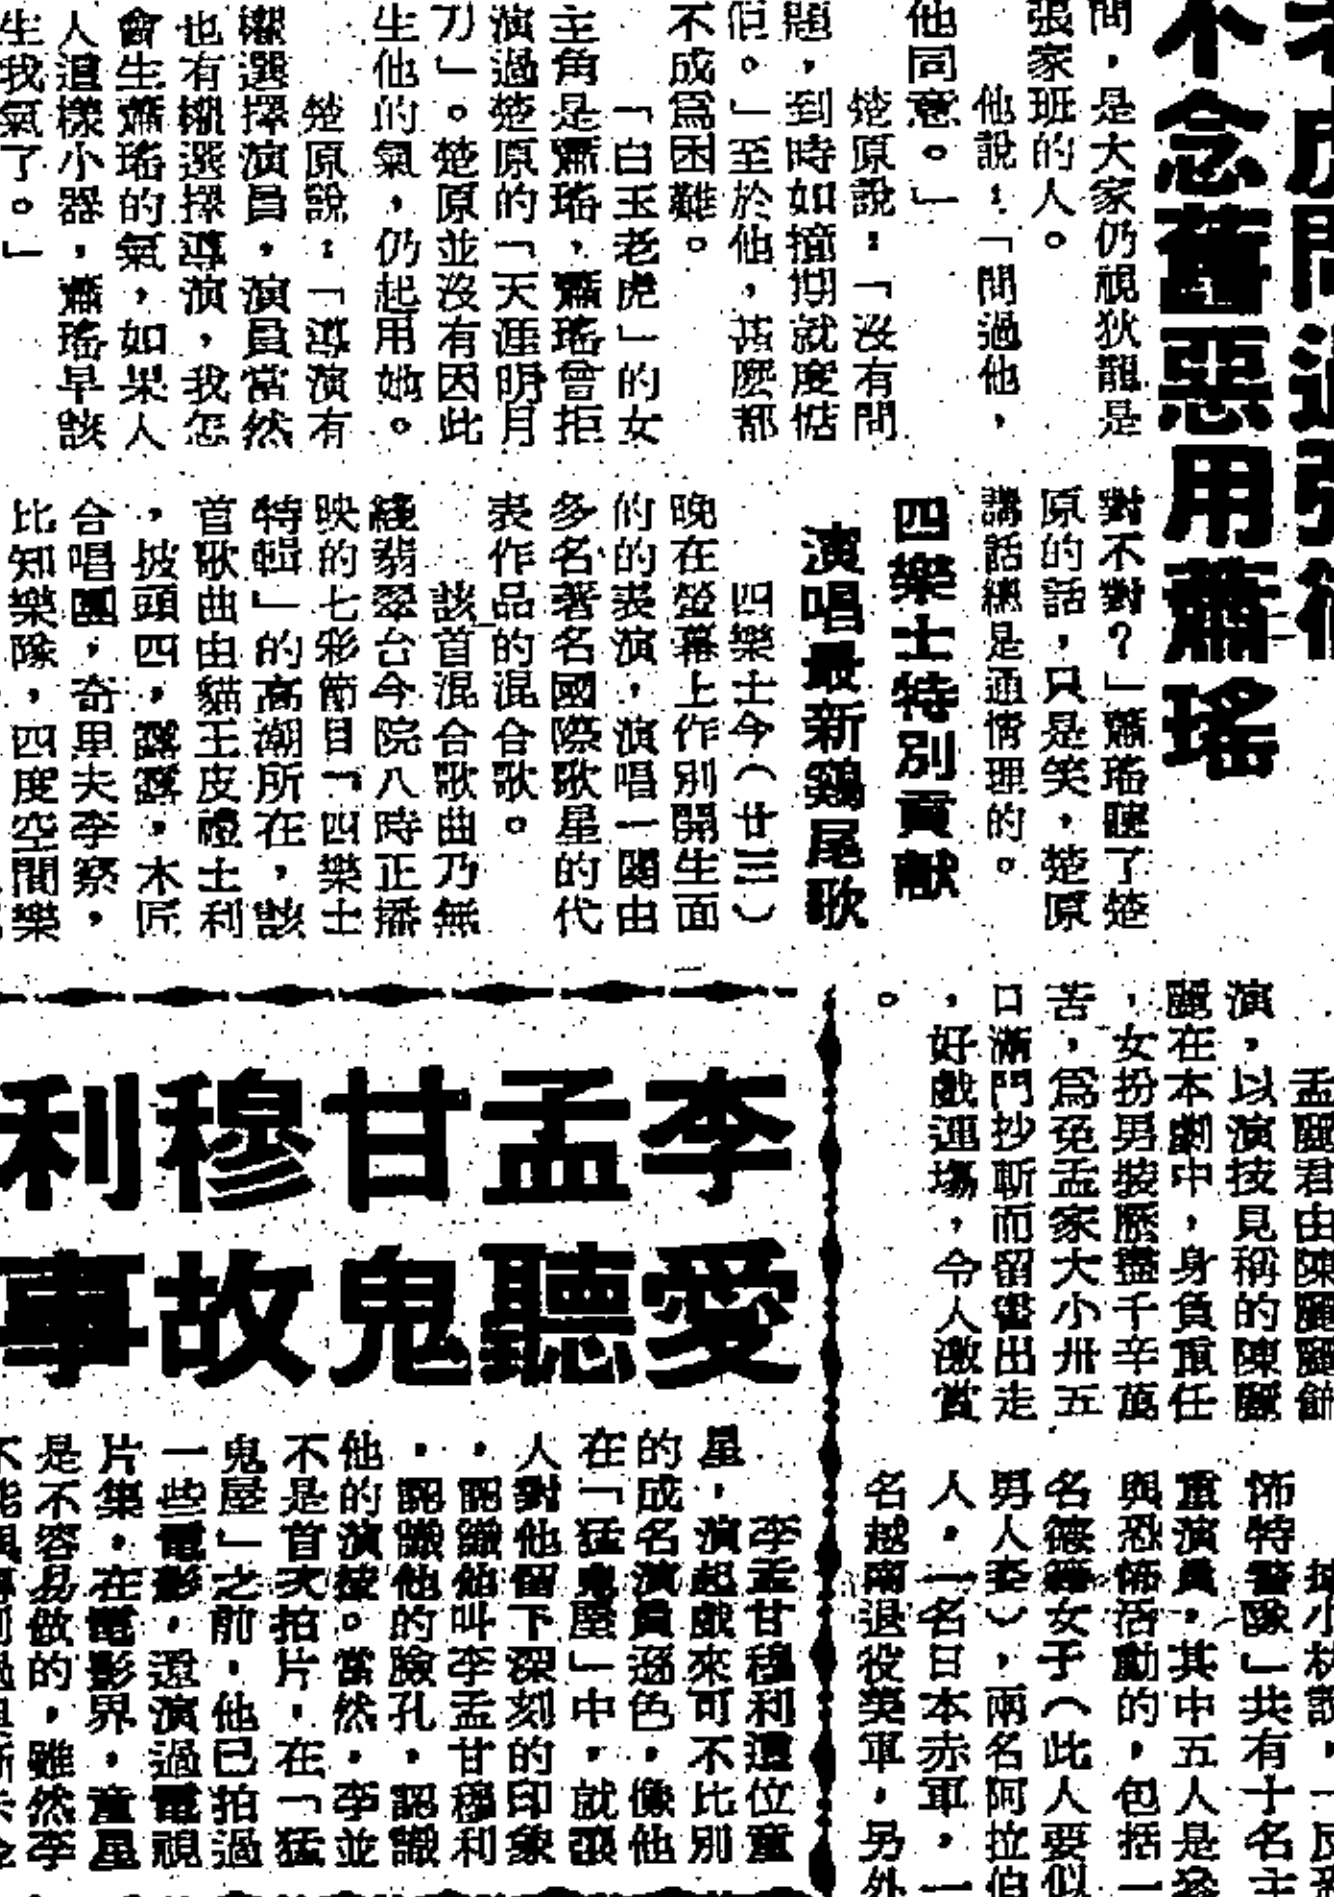 不念舊惡用蕭瑤
問，是大家仍視狄龍是
張家班的人。
他說：「問過他，
他同意。」
楚原說：「沒有問
題，到時如撞期就度掂
佢。」至於他，甚麽都
不成爲困難。
「白玉老虎」的女
主角是蕭瑤，蕭瑤曾拒
演過楚原的「天涯明月
刀」。楚原並沒有因此
生他的氣，仍起用她。
楚原說：「導演有
權選擇演員，演員當然
也有權選擇導演，我怎
會生蕭瑤的氣，如果人
人這樣小器，蕭瑤早該
生我氣了。」
對不對？」蕭瑤聽了楚
原的話，只是笑，楚原
講話總是通情理的。
四樂士特別貢献
演唱最新鷄尾歌
四樂士今（廿三）
晚在螢幕上作別開生面
的的表演，演唱一闋由
多名著名國際歌星的代
表作品的混合歌。
該首混合歌曲乃無
綫翡翠台今院八時正播
映的七彩節目「四樂士
特輯」的高潮所在，該
首歌曲由貓王皮禮士利
，披頭四，露露，木匠
合唱團，奇里夫李察，
比知樂隊，四度空間樂
孟麗君由陳麗麗飾
演，以演技見稱的陳麗
麗在本劇中，身負重任
，女扮男裝歷盡千辛萬
苦，爲免孟家大小卅五
口滿門抄斬而留書出走
，好戲連塲，令人激賞
。
李孟甘穆利
愛聽鬼故事
李孟甘穆利這位童
星，演起戲來可不比別
的成名演員遜色，像他
在「猛鬼屋」中，就讓
人對他留下深刻的印象
，認識他叫李孟甘穆利
，認識他的臉孔，認識
他的演技。當然，李並
不是首次拍片，在「猛
鬼屋」之前，他已拍過
一些電影，還演過電視
片集，在電影界，童星
是不容易做的，雖然李
怖特警隊」共有十名主
重演員，其中五人是參
與恐怖活動的，包括一
名德籍女子（此人要似
男人妻），兩名阿拉伯
人，一名日本赤軍，一
名越南退役美軍，另外